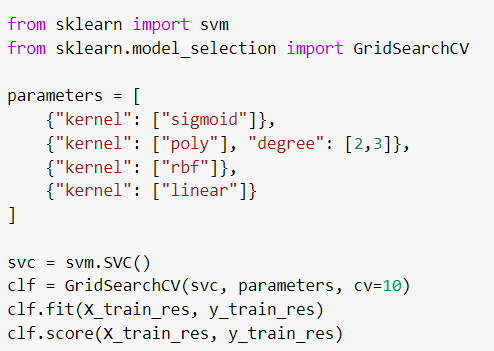 from sklearn import svm
from sklearn.model_selection import GridSearchCV
parameters = [
    {"kernel": ["sigmoid"]},
    {"kernel": ["poly"], "degree": [2,3]},
    {"kernel": ["rbf"]},
    {"kernel": ["linear"]}
]
svc = svm.SVC()
clf = GridSearchCV(svc, parameters, cv=10)
clf.fit(X_train_res, y_train_res)
clf.score(X_train_res, y_train_res)